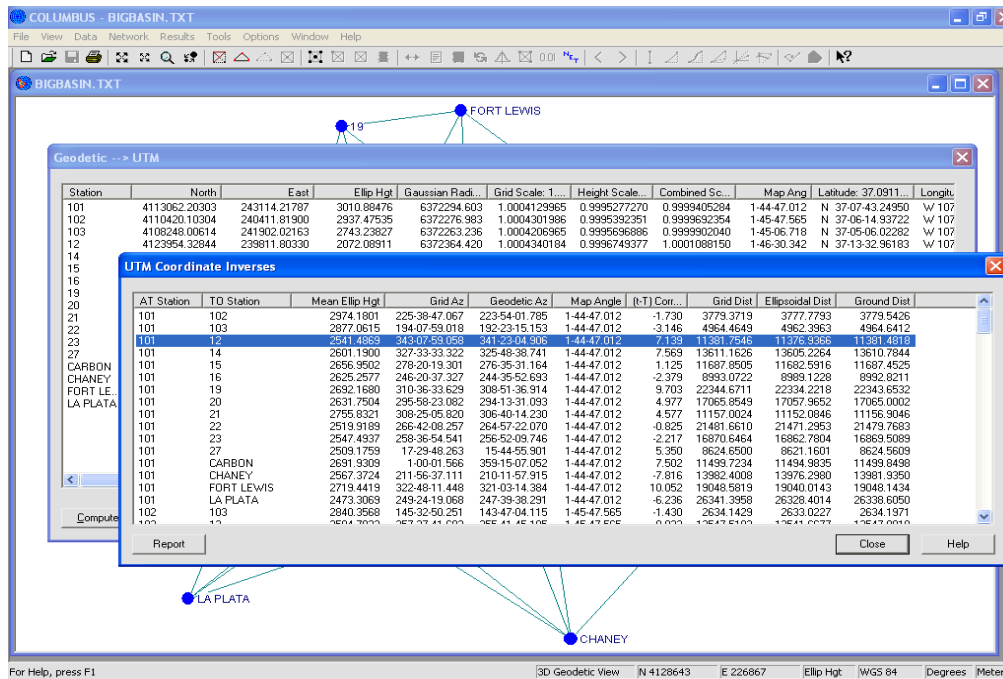 COLUMBUS - BIGBASIN.TXT
File View Data Network Results Tools Options Window Help
0.01
BIGBASIN.TXT
19
FORT LEWIS
Geodetic --> UTM
Station North East Ellip Hgt Gaussian Radi... Grid Scale: 1.... Height Scale... Combined Sc... Map Ang Latitude: 37.0911... Longitu
101 4113062.20303 243114.21787 3010.88476 6372294.603 1.0004129965 0.9995277270 0.9999405284 1-44-47.012 N 37-07-43.24950 W 107
102 4110420.10304 240411.81900 2937.47535 6372276.983 1.0004301986 0.9995392351 0.9999692354 1-45-47.565 N 37-06-14.93722 W 107
103 4108248.00614 241902.02163 2743.23827 6372263.236 1.0004206965 0.9995696886 0.9999902040 1-45-06.718 N 37-05-06.02282 W 107
12 4123954.32844 239811.80330 2072.08911 6372364.420 1.0004340184 0.9996749377 1.0001088150 1-46-30.342 N 37-13-32.96183 W 107
14
15
16
19
20
21
22
23
27
CARBON
CHANEY
FORT LE...
LA PLATA
Compute
UTM Coordinate Inverses
AT Station TO Station Mean Ellip Hgt Grid Az Geodetic Az Map Angle (t-T) Corr... Grid Dist Ellipsoidal Dist Ground Dist
101 102 2974.1801 225-38-47.067 223-54-01.785 1-44-47.012 -1.730 3779.3719 3777.7793 3779.5426
101 103 2877.0615 194-07-59.018 192-23-15.153 1-44-47.012 -3.146 4964.4649 4962.3963 4964.6412
101 12 2541.4869 343-07-59.058 341-23-04.906 1-44-47.012 7.139 11381.7546 11376.9366 11381.4818
101 14 2601.1900 327-33-33.322 325-48-38.741 1-44-47.012 7.569 13611.1626 13605.2264 13610.7844
101 15 2656.9502 278-20-19.301 276-35-31.164 1-44-47.012 1.125 11687.8505 11682.5916 11687.4525
101 16 2625.2577 246-20-37.327 244-35-52.693 1-44-47.012 -2.379 8993.0722 8989.1228 8992.8211
101 19 2692.1680 310-36-33.629 308-51-36.914 1-44-47.012 9.703 22344.6711 22334.2218 22343.6532
101 20 2631.7504 295-58-23.082 294-13-31.093 1-44-47.012 4.977 17065.8549 17057.9652 17065.0002
101 21 2755.8321 308-25-05.820 306-40-14.230 1-44-47.012 4.577 11157.0024 11152.0846 11156.9046
101 22 2519.9189 266-42-08.257 264-57-22.070 1-44-47.012 -0.825 21481.6610 21471.2953 21479.7683
101 23 2547.4937 258-36-54.541 256-52-09.746 1-44-47.012 -2.217 16870.6464 16862.7804 16869.5089
101 27 2509.1759 17-29-48.263 15-44-55.901 1-44-47.012 5.350 8624.6500 8621.1601 8624.5609
101 CARBON 2691.9309 1-00-01.566 359-15-07.052 1-44-47.012 7.502 11499.7234 11494.9835 11499.8498
101 CHANEY 2567.3724 211-56-37.111 210-11-57.915 1-44-47.012 -7.816 13982.4008 13976.2980 13981.9350
101 FORT LEWIS 2719.4419 322-48-11.448 321-03-14.384 1-44-47.012 10.052 19048.5819 19040.0143 19048.1434
101 LA PLATA 2473.3069 249-24-19.068 247-39-38.291 1-44-47.012 -6.236 26341.3958 26328.4014 26338.6050
102 103 2840.3568 145-32-50.251 143-47-04.115 1-45-47.565 -1.430 2634.1429 2633.0227 2634.1971
Report Close Help
LA PLATA
CHANEY
For Help, press F1 3D Geodetic View N 4128643 E 226867 Ellip Hgt WGS 84 Degrees Meter